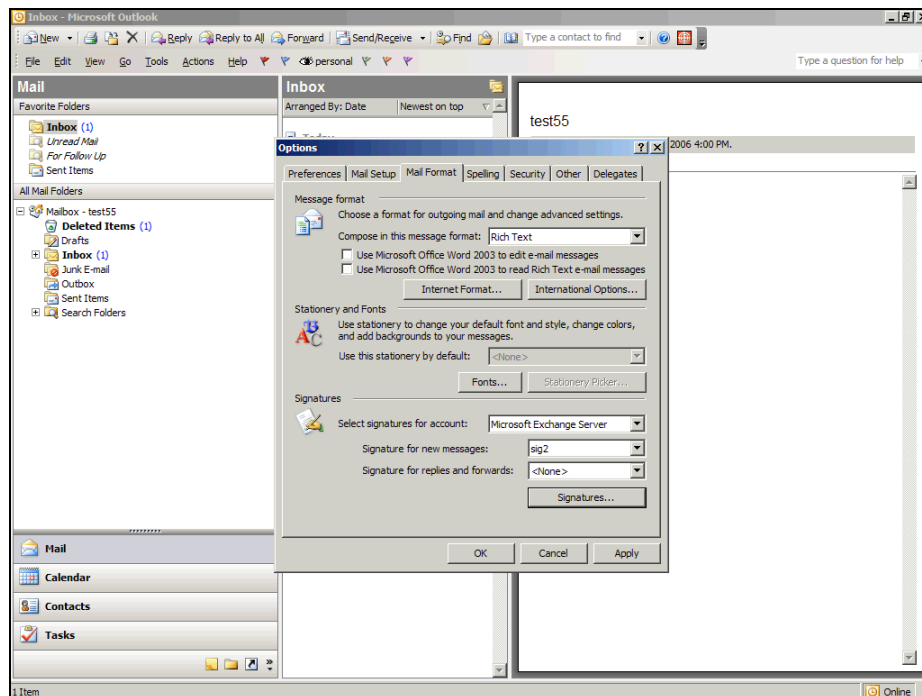 Inbox - Microsoft Outlook
New Reply Reply to All Forward Send/Receive Find Type a contact to find
File Edit View Go Tools Actions Help personal Type a question for help
Mail
Favorite Folders
Inbox (1)
Unread Mail
For Follow Up
Sent Items
All Mail Folders
Mailbox - test55
Deleted Items (1)
Drafts
Inbox (1)
Junk E-mail
Outbox
Sent Items
Search Folders
Mail
Calendar
Contacts
Tasks
1 Item
Inbox
Arranged By: Date Newest on top
Today
test55
2006 4:00 PM.
Options
Preferences Mail Setup Mail Format Spelling Security Other Delegates
Message format
Choose a format for outgoing mail and change advanced settings.
Compose in this message format: Rich Text
Use Microsoft Office Word 2003 to edit e-mail messages
Use Microsoft Office Word 2003 to read Rich Text e-mail messages
Internet Format... International Options...
Stationery and Fonts
Use stationery to change your default font and style, change colors,
and add backgrounds to your messages.
Use this stationery by default: <None>
Fonts... Stationery Picker...
Signatures
Select signatures for account: Microsoft Exchange Server
Signature for new messages: sig2
Signature for replies and forwards: <None>
Signatures...
OK Cancel Apply
Online